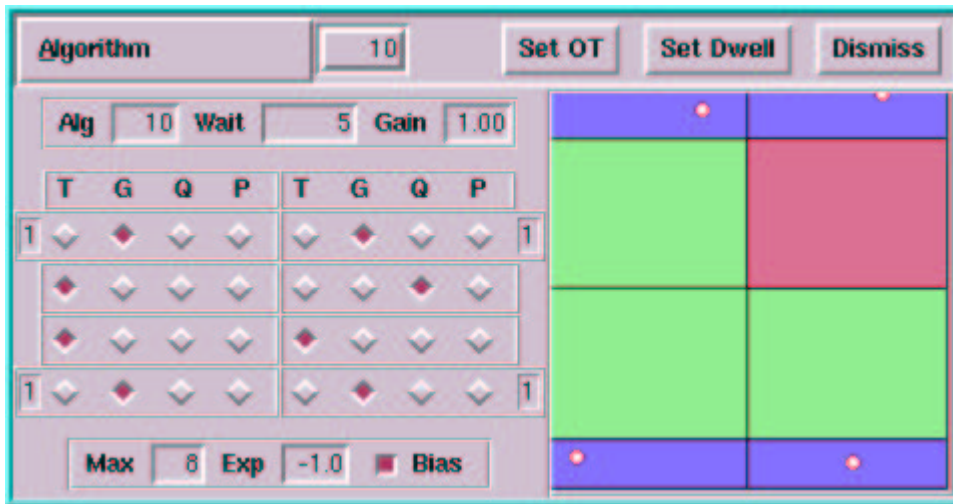 Algorithm 10 Set OT Set Dwell Dismiss
Alg 10 Wait 5 Gain 1.00
T G Q P T G Q P
1 1
1 1
Max 8 Exp -1.0 Bias